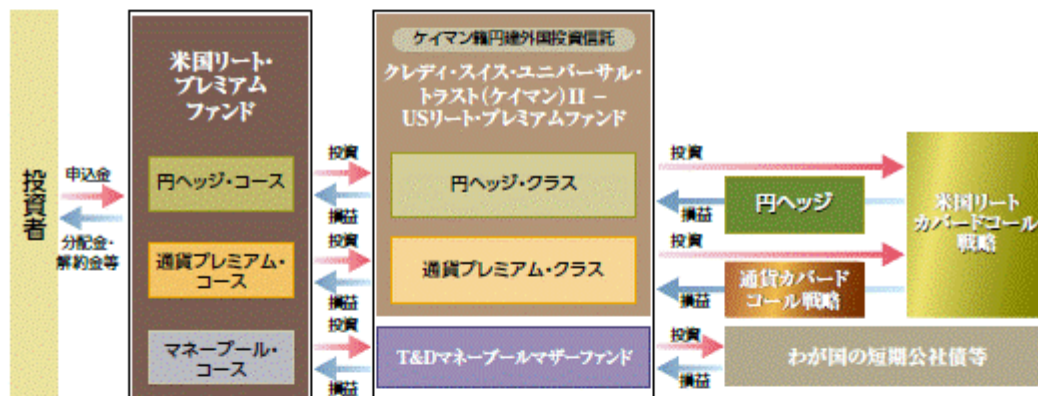 投資者
申込金
分配金・
解約金等
米国リート・
プレミアム
ファンド
円ヘッジ・コース
通貨プレミアム・
コース
マネープール・
コース
投資
損益
投資
損益
投資
損益
ケイマン籍円建外国投資信託
クレディ・スイス・ユニバーサル・
トラスト(ケイマン)Ⅱ－
USリート・プレミアムファンド
円ヘッジ・クラス
通貨プレミアム・クラス
T&Dマネープールマザーファンド
投資
損益
円ヘッジ
投資
損益
通貨カバード
コール戦略
投資
損益
米国リート
カバードコール
戦略
わが国の短期公社債等